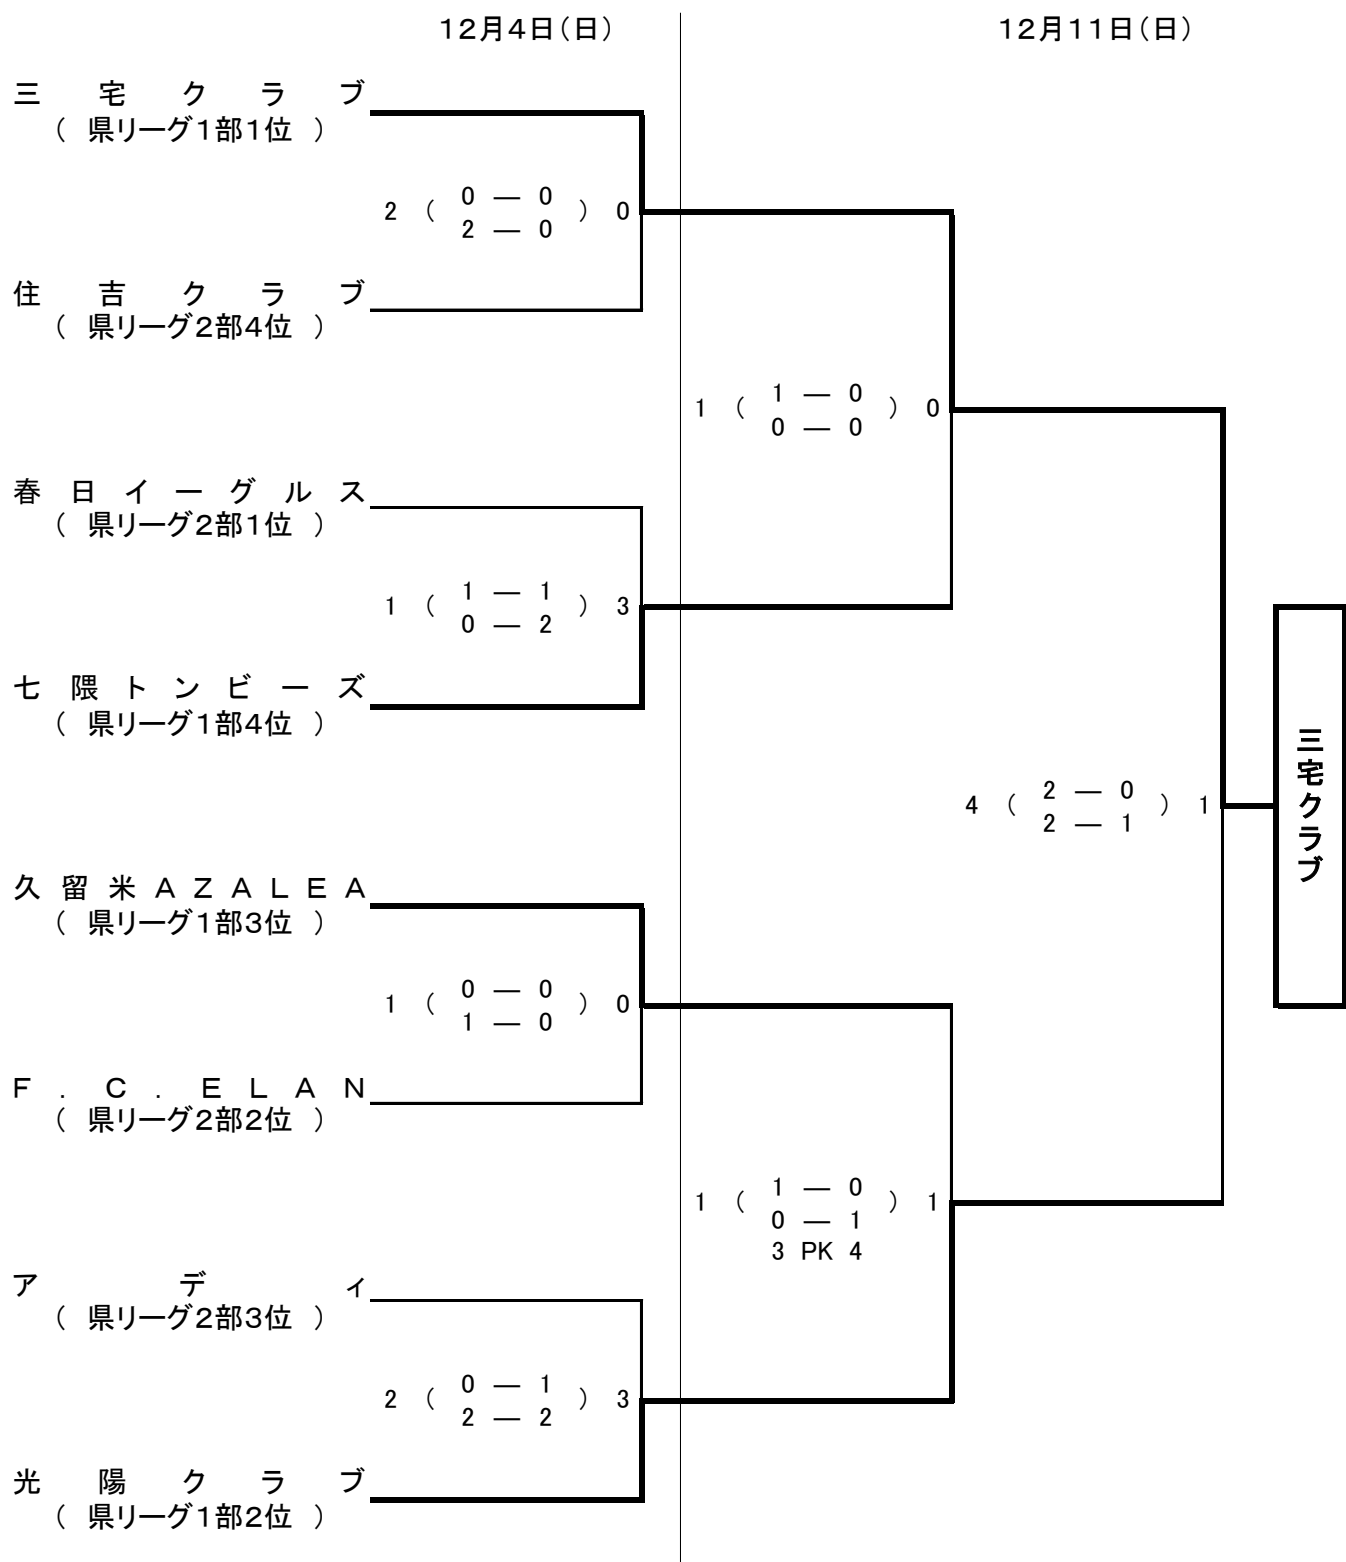 12月4日(日)
12月11日(日)
三宅クラブ
( 県リーグ1部1位 )
0 ― 0
2 ( ) 0
2 ― 0
住吉クラブ
( 県リーグ2部4位 )
1 ― 0
1 ( ) 0
0 ― 0
春日イーグルス
( 県リーグ2部1位 )
1 ― 1
1 ( ) 3
0 ― 2
七隈トンビーズ
( 県リーグ1部4位 )
三宅クラブ
2 ― 0
4 ( ) 1
2 ― 1
久留米AZALEA
( 県リーグ1部3位 )
0 ― 0
1 ( ) 0
1 ― 0
F.C.ELAN
( 県リーグ2部2位 )
1 ― 0
1 ( ) 1
0 ― 1
3 PK 4
アディ
( 県リーグ2部3位 )
0 ― 1
2 ( ) 3
2 ― 2
光陽クラブ
( 県リーグ1部2位 )